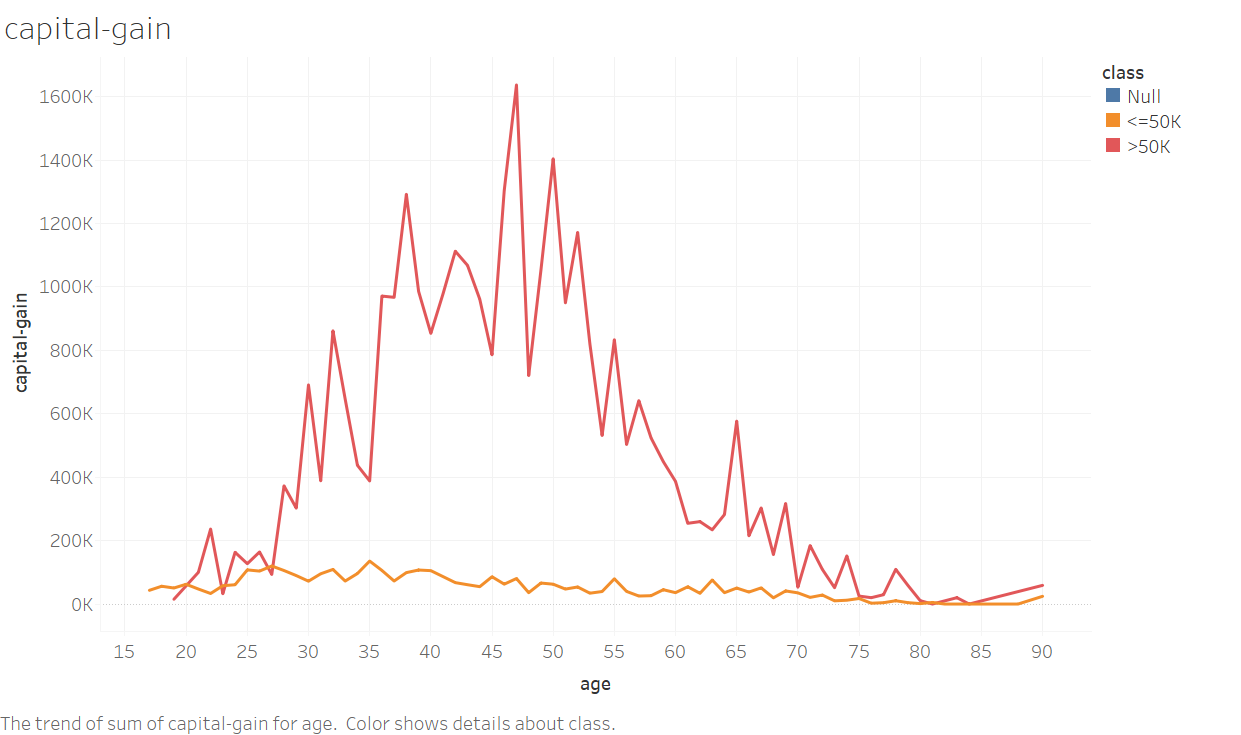 capital-gain
class
Null
<=50K
>50K
1600K
1400K
1200K
1000K
800K
600K
400K
200K
0K
capital-gain
15 20 25 30 35 40 45 50 55 60 65 70 75 80 85 90
age
The trend of sum of capital-gain for age.  Color shows details about class.